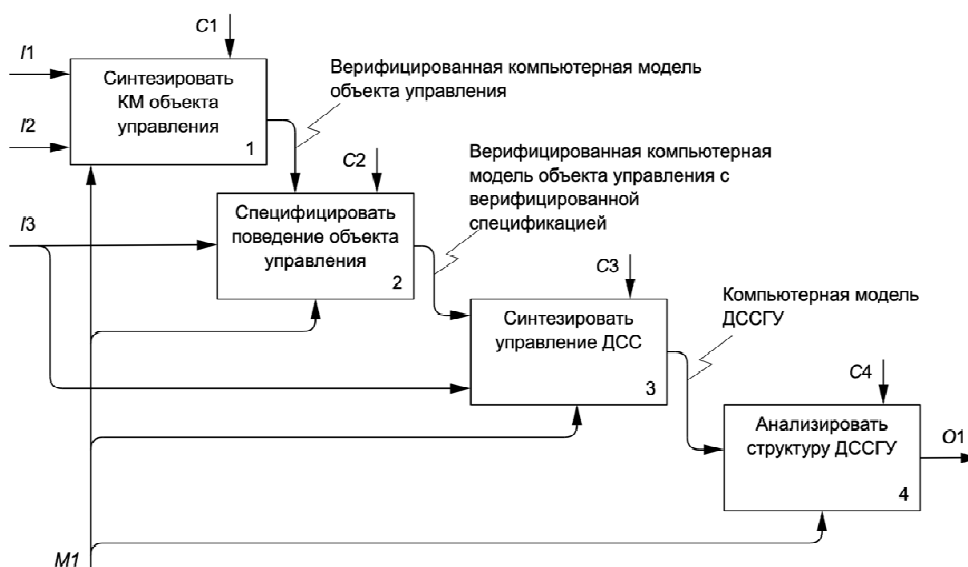 C1
I1
Синтезировать
КМ объекта
управления
1
I2
Верифицированная компьютерная модель
объекта управления
C2
Верифицированная компьютерная
модель объекта управления с
верифицированной
спецификацией
I3
Специфицировать
поведение объекта
управления
2
C3
Синтезировать
управление ДСС
3
Компьютерная модель
ДССГУ
C4
Анализировать
структуру ДССГУ
4
O1
M1